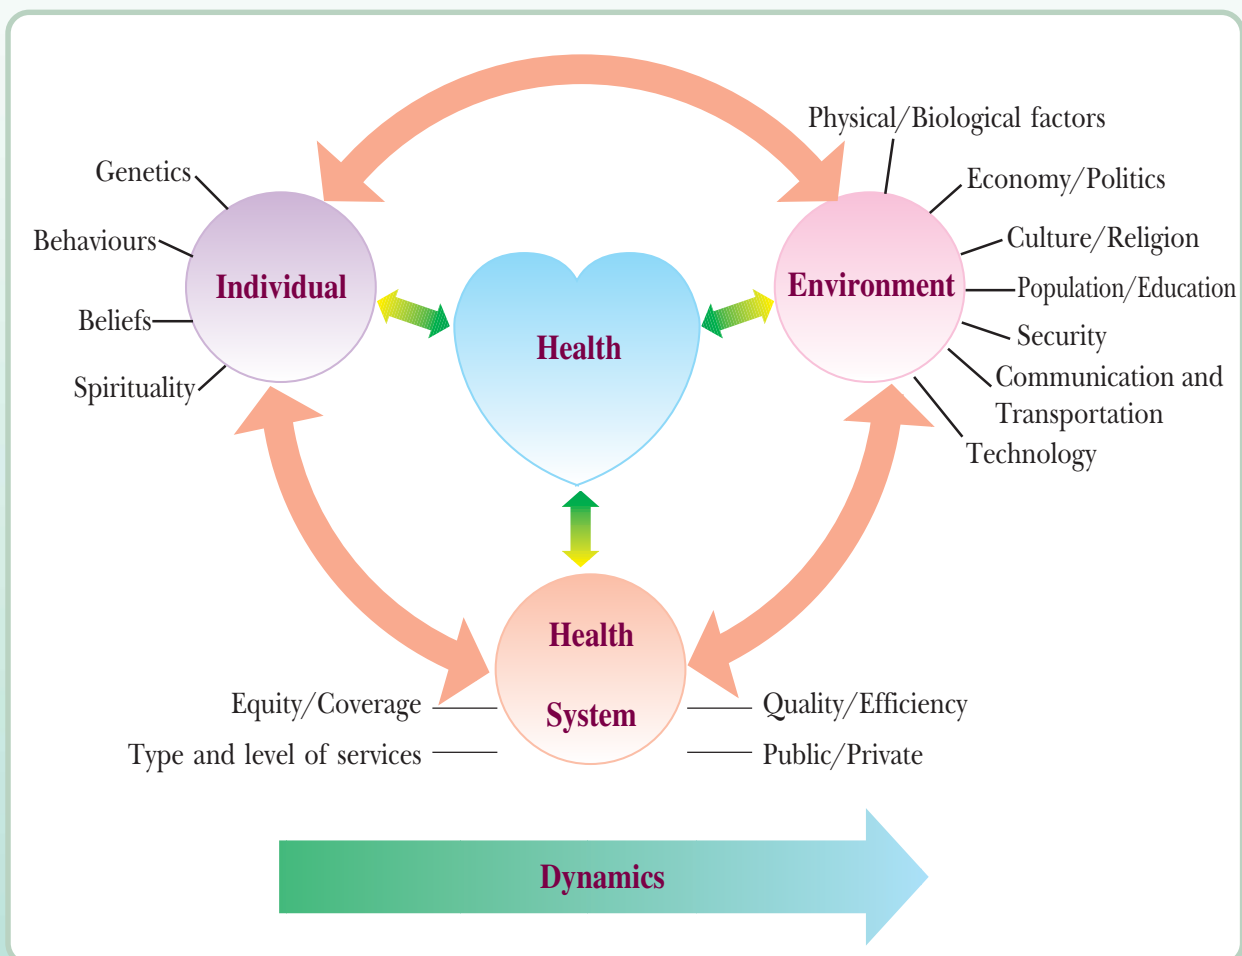 Physical/Biological factors
Genetics
Economy/Politics
Behaviours
Culture/Religion
Individual
Environment
Population/Education
Health
Beliefs
Security
Spirituality
Communication and
Transportation
Technology
Health
System
Equity/Coverage
Quality/Efficiency
Type and level of services
Public/Private
Dynamics